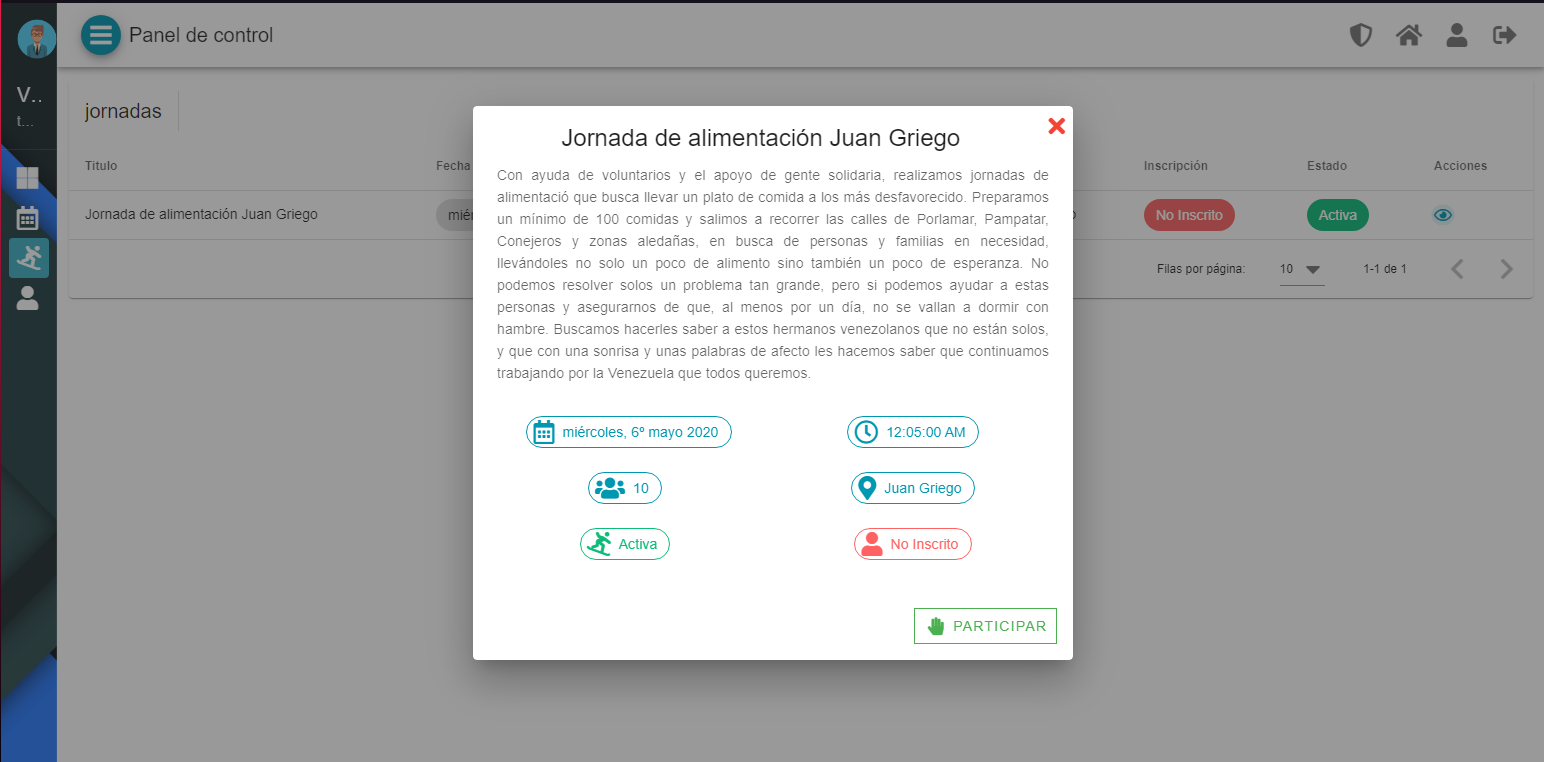 Panel de control
V...
t...
jornadas
Titulo
Fecha
Inscripción
Estado
Acciones
Jornada de alimentación Juan Griego
No Inscrito
Activa
Filas por página:
10
1-1 de 1
Jornada de alimentación Juan Griego
Con ayuda de voluntarios y el apoyo de gente solidaria, realizamos jornadas de
alimentació que busca llevar un plato de comida a los más desfavorecido. Preparamos
un mínimo de 100 comidas y salimos a recorrer las calles de Porlamar, Pampatar,
Conejeros y zonas aledañas, en busca de personas y familias en necesidad,
llevándoles no solo un poco de alimento sino también un poco de esperanza. No
podemos resolver solos un problema tan grande, pero si podemos ayudar a estas
personas y asegurarnos de que, al menos por un día, no se vallan a dormir con
hambre. Buscamos hacerles saber a estos hermanos venezolanos que no están solos,
y que con una sonrisa y unas palabras de afecto les hacemos saber que continuamos
trabajando por la Venezuela que todos queremos.
miércoles, 6º mayo 2020
12:05:00 AM
10
Juan Griego
Activa
No Inscrito
PARTICIPAR